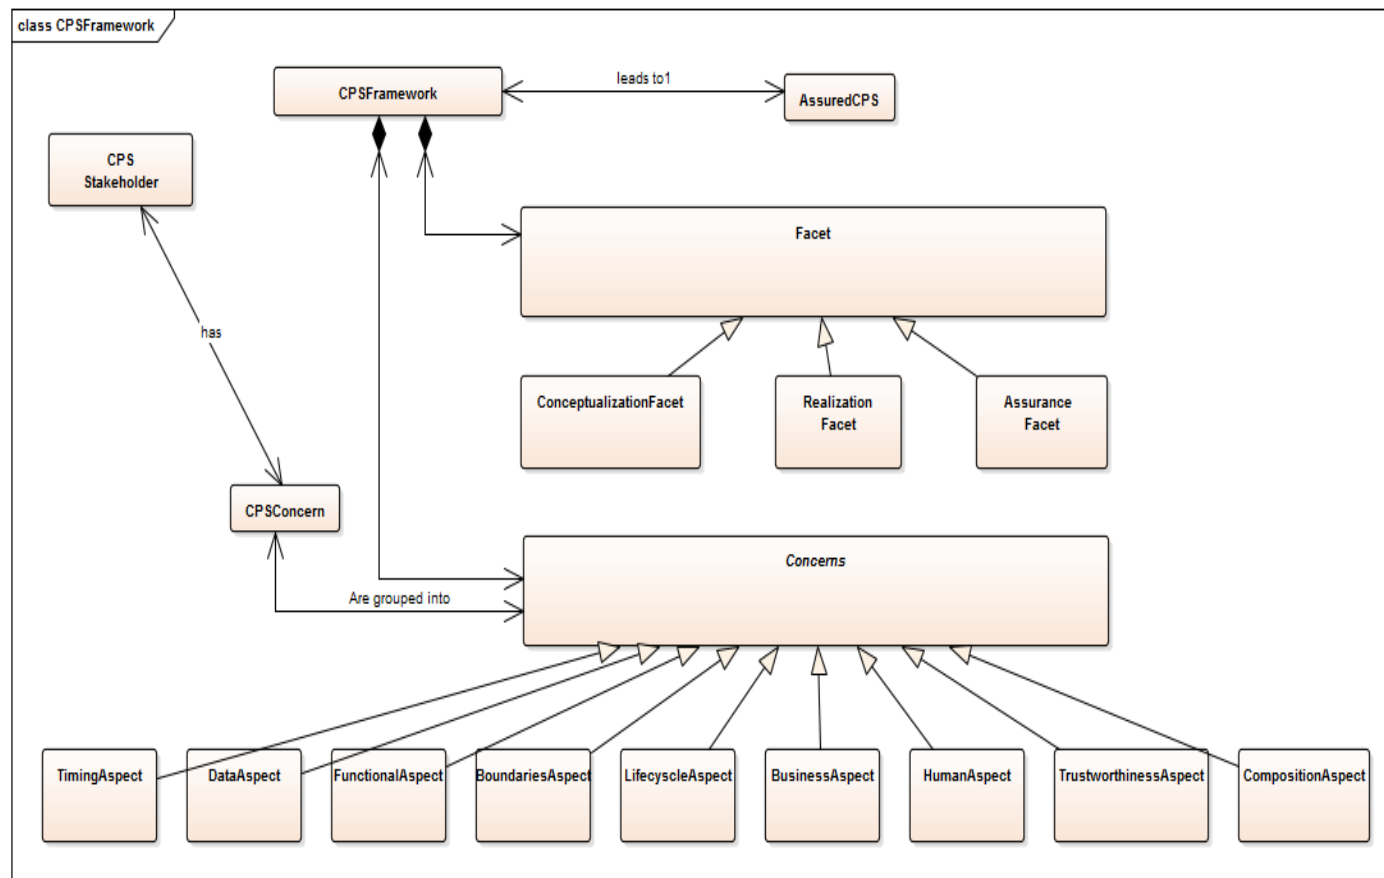 class CPSFramework
CPSFramework
leads to1
AssuredCPS
CPS
Stakeholder
Facet
has
ConceptualizationFacet
Realization
Facet
Assurance
Facet
CPSConcern
Concerns
Are grouped into
TimingAspect
DataAspect
FunctionalAspect
BoundariesAspect
LifecyscleAspect
BusinessAspect
HumanAspect
TrustworthinessAspect
CompositionAspect